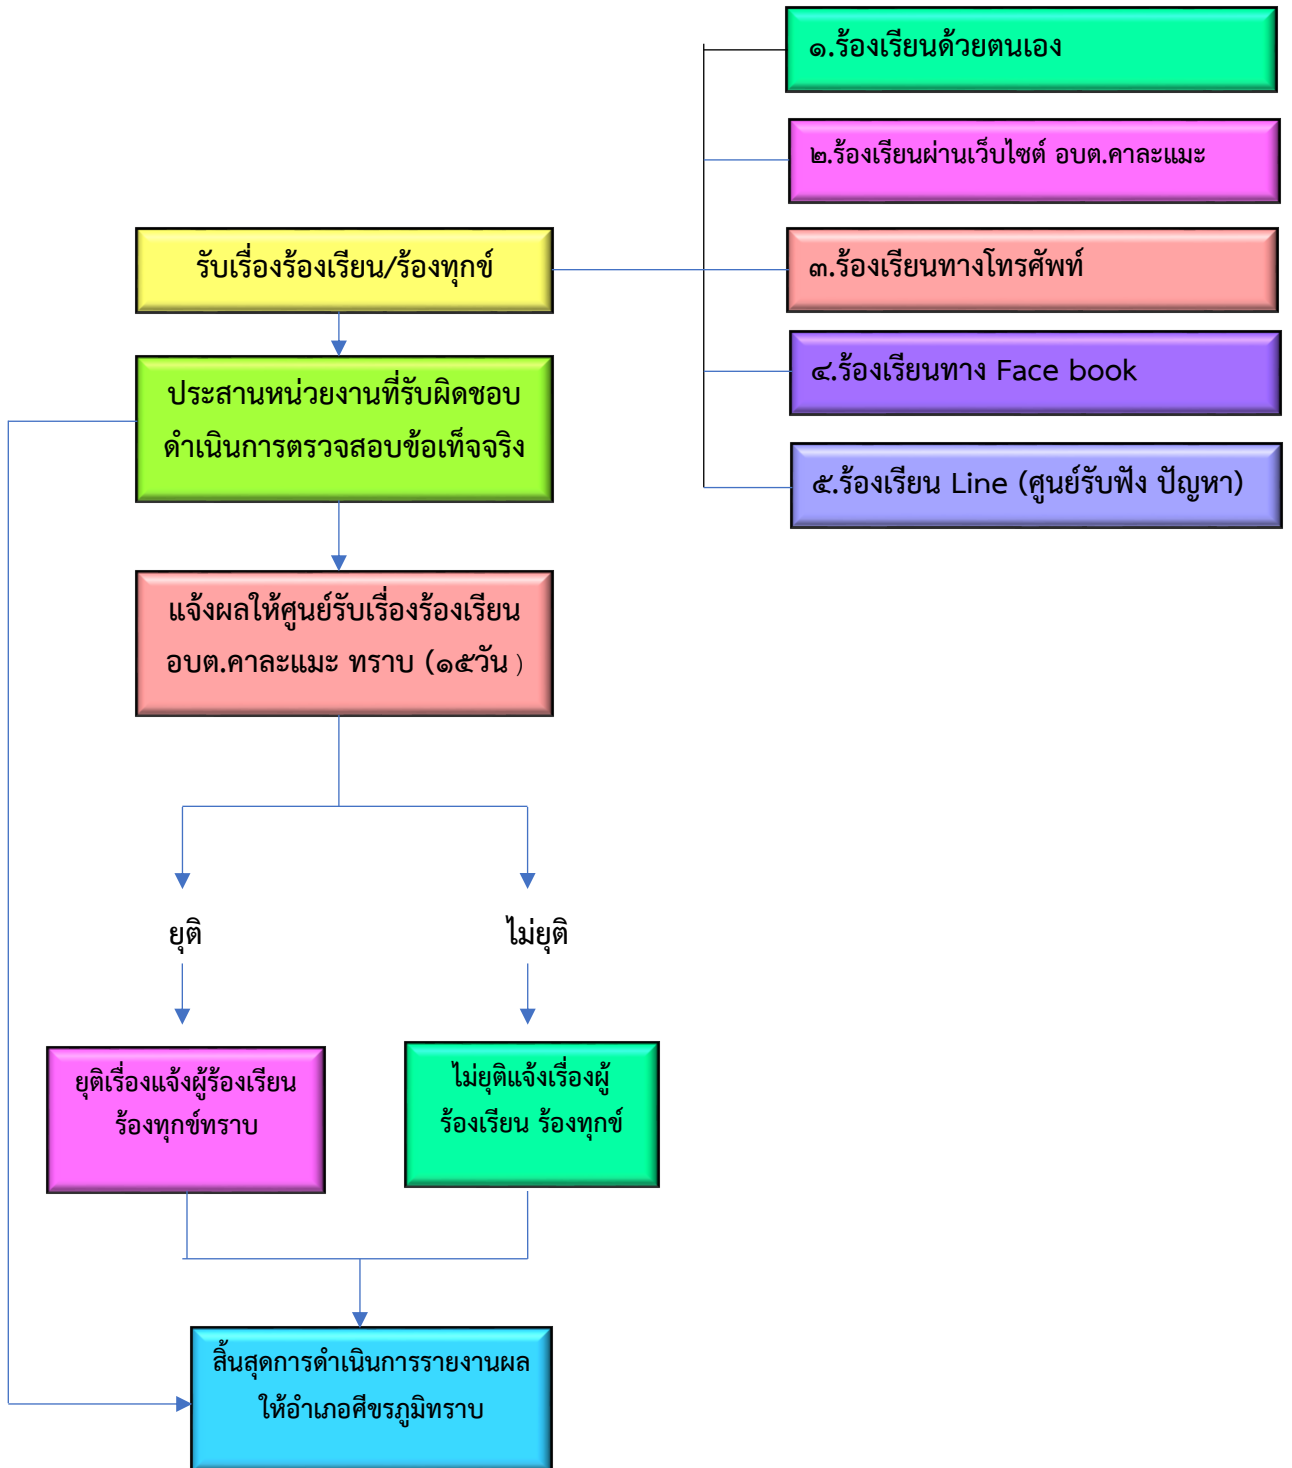 ๑.ร้องเรียนด้วยตนเอง
๒.ร้องเรียนผ่านเว็บไซต์ อบต.คาละแมะ
รับเรื่องร้องเรียน/ร้องทุกข์
๓.ร้องเรียนทางโทรศัพท์
๔.ร้องเรียนทาง Face book
๕.ร้องเรียน Line (ศูนย์รับฟัง ปัญหา)
ประสานหน่วยงานที่รับผิดชอบ
ดำเนินการตรวจสอบข้อเท็จจริง
แจ้งผลให้ศูนย์รับเรื่องร้องเรียน
อบต.คาละแมะ ทราบ (๑๕วัน )
ยุติ
ไม่ยุติ
ยุติเรื่องแจ้งผู้ร้องเรียน
ร้องทุกข์ทราบ
ไม่ยุติแจ้งเรื่องผู้
ร้องเรียน ร้องทุกข์
สิ้นสุดการดำเนินการรายงานผล
ให้อำเภอศีขรภูมิทราบ